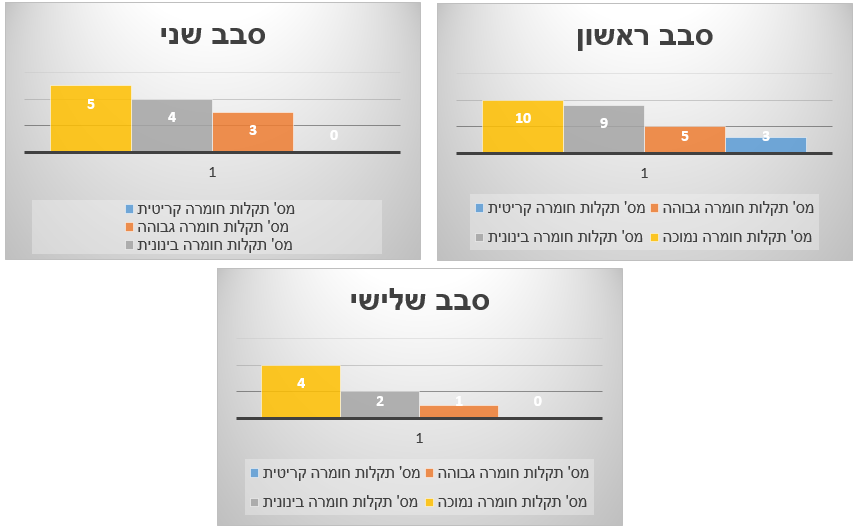 סבב ראשון
10
9
5
3
1
מס' תקלות חומרה קריטית
מס' תקלות חומרה גבוהה
מס' תקלות חומרה בינונית
מס' תקלות חומרה נמוכה
סבב שני
5
4
3
0
1
מס' תקלות חומרה קריטית
מס' תקלות חומרה גבוהה
מס' תקלות חומרה בינונית
סבב שלישי
4
2
1
0
1
מס' תקלות חומרה קריטית
מס' תקלות חומרה גבוהה
מס' תקלות חומרה בינונית
מס' תקלות חומרה נמוכה